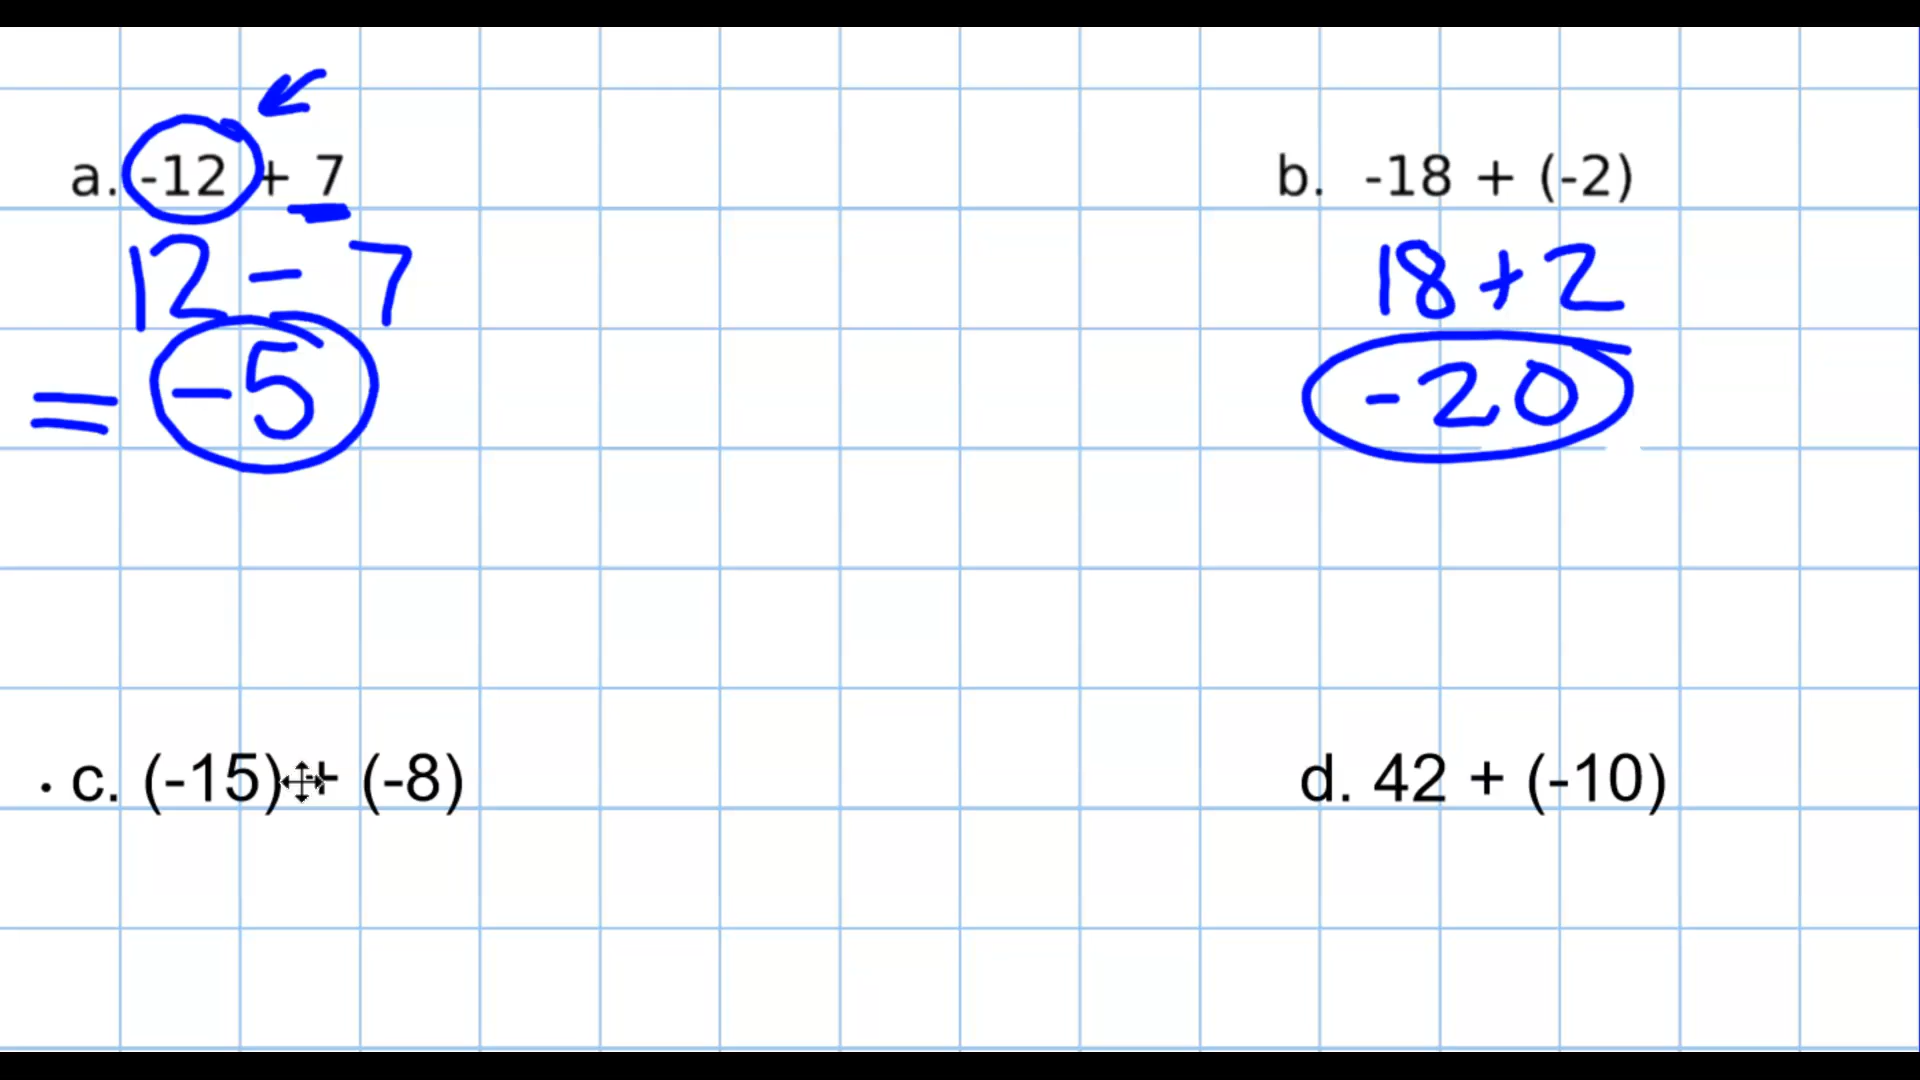 a. -12 + 7
12 - 7
= -5
b. -18 + (-2)
18 + 2
-20
· c. (-15) + (-8)
d. 42 + (-10)